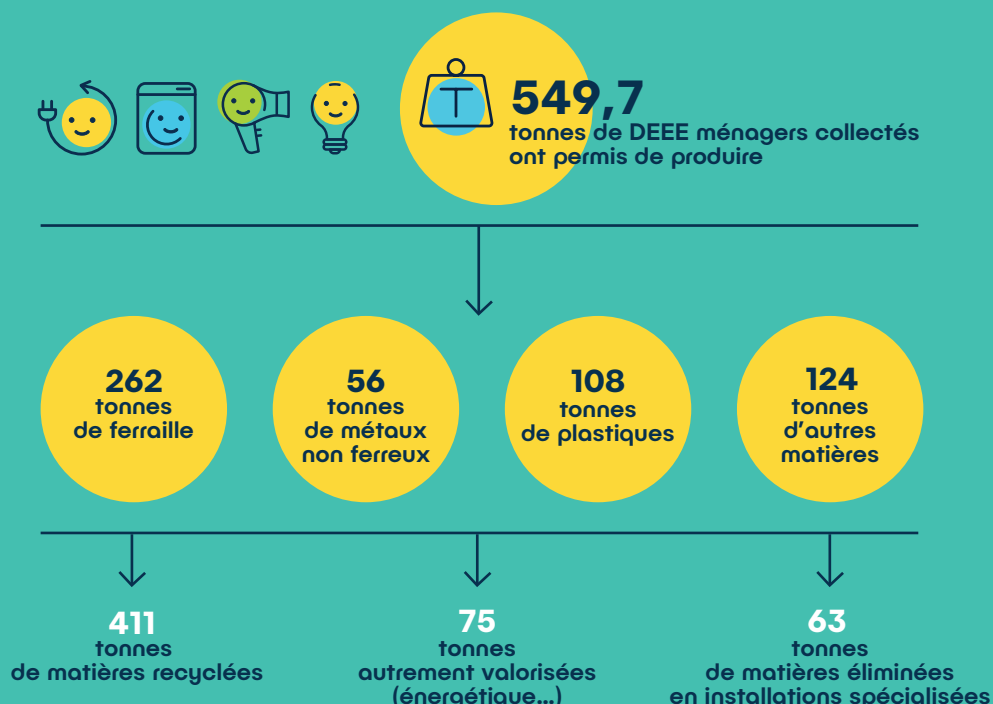 T
549,7
tonnes de DEEE ménagers collectés
ont permis de produire
262
tonnes
de ferraille
56
tonnes
de métaux
non ferreux
108
tonnes
de plastiques
124
tonnes
d’autres
matières
411
tonnes
de matières recyclées
75
tonnes
autrement valorisées
(énergétique...)
63
tonnes
de matières éliminées
en installations spécialisées